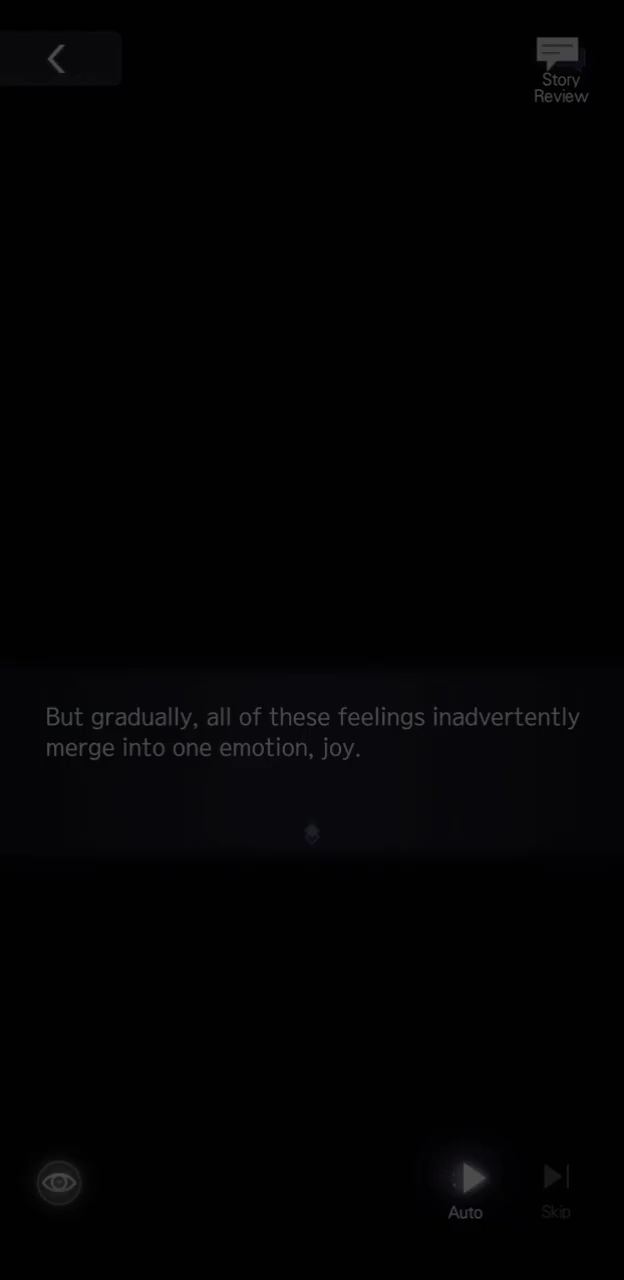 Story
Review
But gradually, all of these feelings inadvertently
merge into one emotion, joy.
Auto
Skip